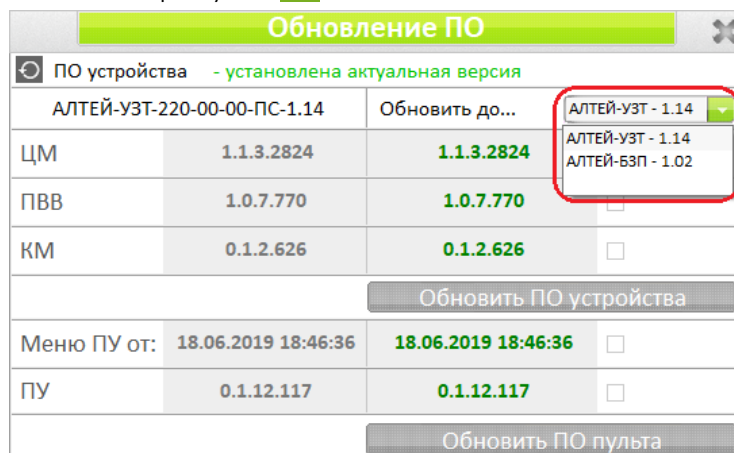 Обновление ПО
ПО устройства - установлена актуальная версия
АЛТЕЙ-УЗТ-220-00-00-ПС-1.14 Обновить до... АЛТЕЙ-УЗТ - 1.14
АЛТЕЙ-УЗТ - 1.14
АЛТЕЙ-БЗП - 1.02
ЦМ 1.1.3.2824 1.1.3.2824
ПВВ 1.0.7.770 1.0.7.770
КМ 0.1.2.626 0.1.2.626
Обновить ПО устройства
Меню ПУ от: 18.06.2019 18:46:36 18.06.2019 18:46:36
ПУ 0.1.12.117 0.1.12.117
Обновить ПО пульта